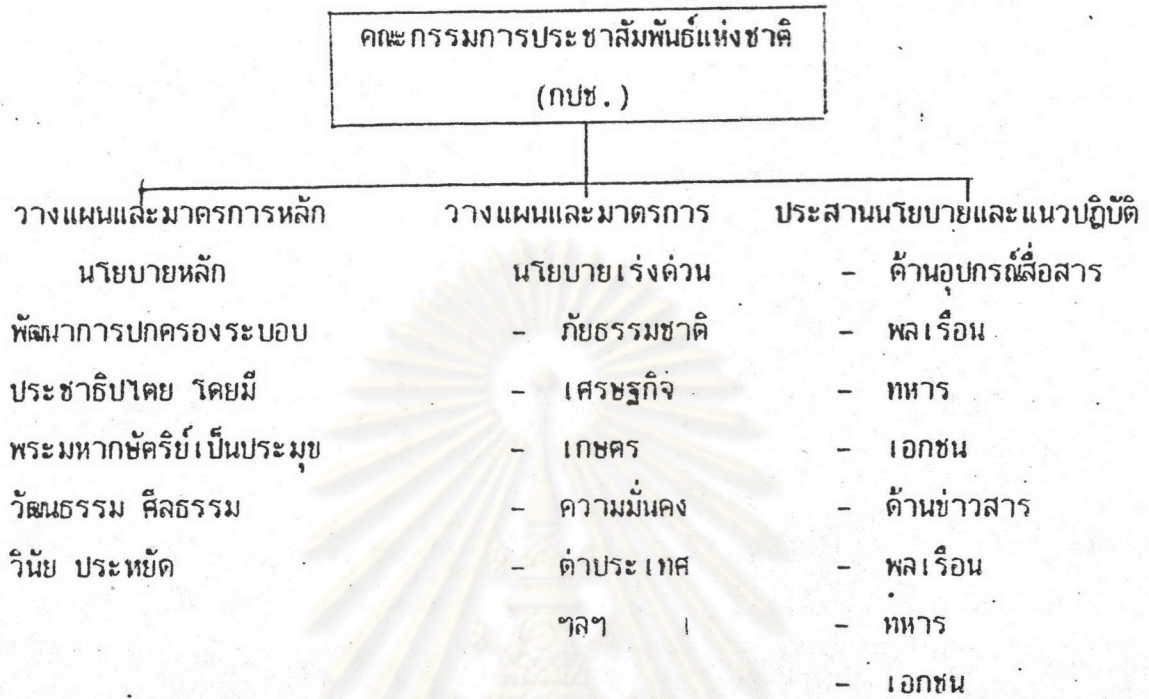 คณะกรรมการประชาสัมพันธ์แห่งชาติ
(กปช.)
วางแผนและมาตรการหลัก
นโยบายหลัก
พัฒนาการปกครองระบอบ
ประชาธิปไตย โดยมี
พระมหากษัตริย์เป็นประมุข
วัฒนธรรม ศีลธรรม
วินัย ประหยัด
วางแผนและมาตรการ
นโยบายเร่งด่วน
- ภัยธรรมชาติ
- เศรษฐกิจ
- เกษตร
- ความมั่นคง
- ต่าประเทศ
ฯลฯ
ประสานนโยบายและแนวปฏิบัติ
- ด้านอุปกรณ์สื่อสาร
- พลเรือน
- ทหาร
- เอกชน
- ด้านข่าวสาร
- พลเรือน
- ทหาร
- เอกชน